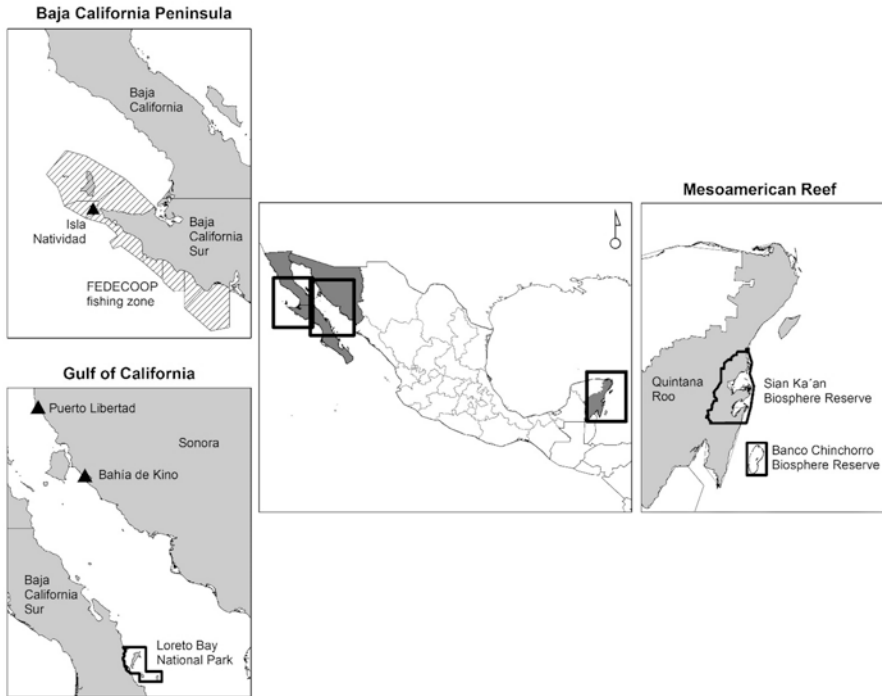 Baja California Peninsula
Baja
California
Isla
Natividad
Baja
California
Sur
FEDECOOP
fishing zone
Gulf of California
Puerto Libertad
Sonora
Bahía de Kino
Baja
California
Sur
Loreto Bay
National Park
Mesoamerican Reef
Quintana
Roo
Sian Ka´an
Biosphere Reserve
Banco Chinchorro
Biosphere Reserve